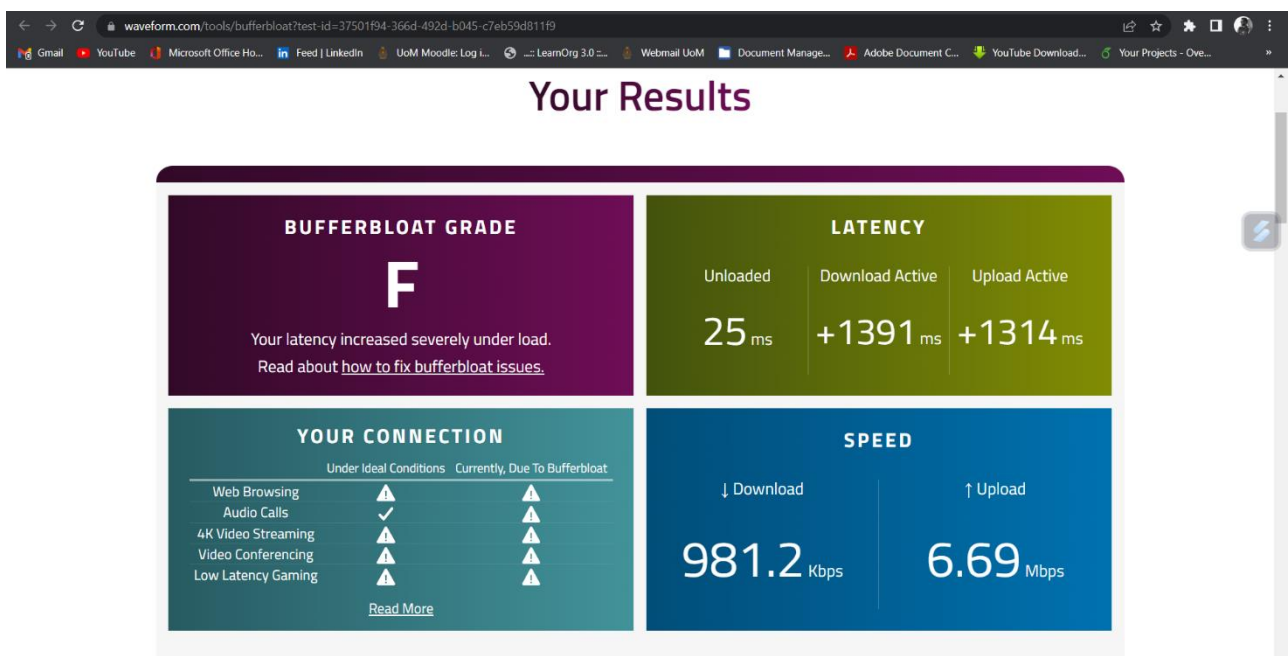 waveform.com/tools/bufferbloat?test-id=37501f94-366d-492d-b045-c7eb59d811f9
Gmail YouTube Microsoft Office Ho... Feed | LinkedIn UoM Moodle: Log i... ...:: LearnOrg 3.0 ::... Webmail UoM Document Manage... Adobe Document C... YouTube Download... Your Projects - Ove... »
Your Results
BUFFERBLOAT GRADE
F
Your latency increased severely under load.
Read about how to fix bufferbloat issues.
LATENCY
Unloaded Download Active Upload Active
25 ms +1391 ms +1314 ms
YOUR CONNECTION
Under Ideal Conditions Currently, Due To Bufferbloat
Web Browsing
Audio Calls
4K Video Streaming
Video Conferencing
Low Latency Gaming
Read More
SPEED
↓ Download ↑ Upload
981.2 Kbps 6.69 Mbps